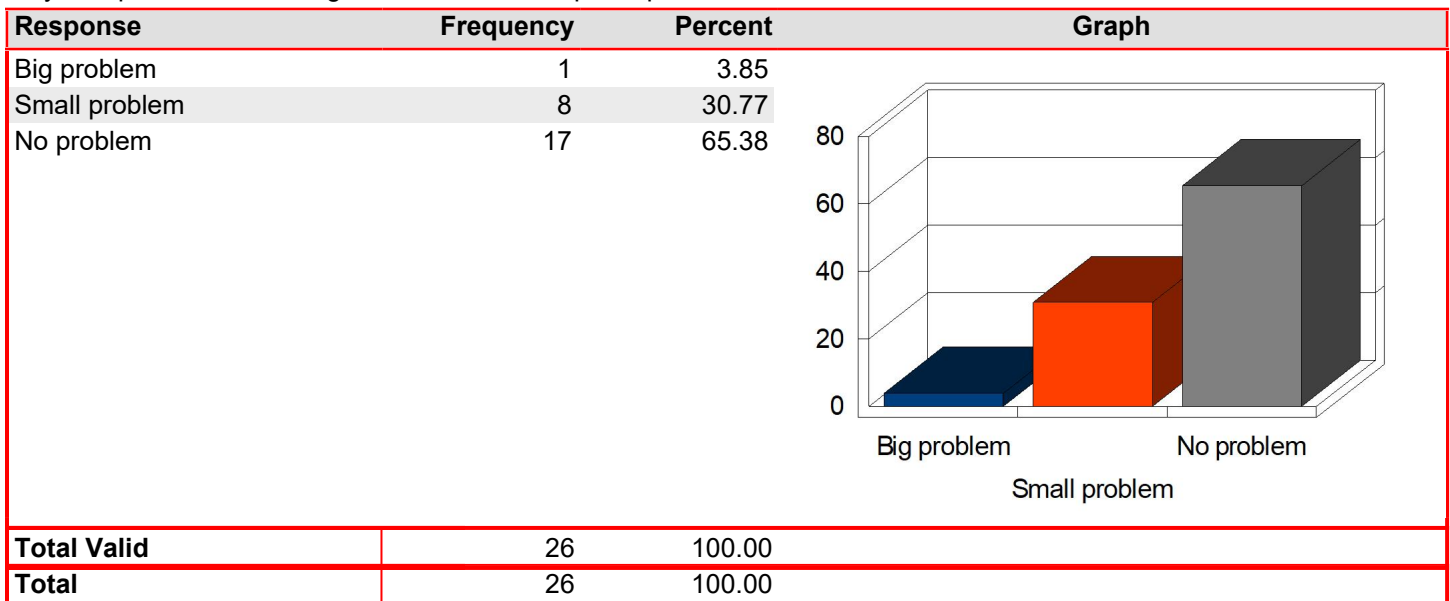 Response Frequency Percent Graph
Big problem 1 3.85
Small problem 8 30.77
No problem 17 65.38
80
60
40
20
0
Big problem No problem
Small problem
Total Valid 26 100.00
Total 26 100.00